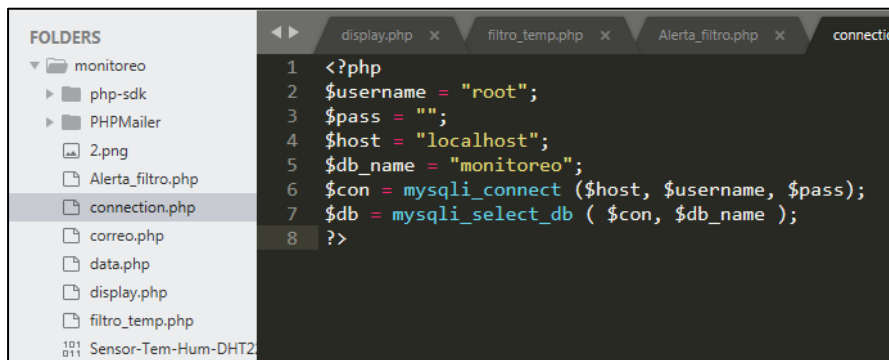 FOLDERS
monitoreo
php-sdk
PHPMailer
2.png
Alerta_filtro.php
connection.php
correo.php
data.php
display.php
filtro_temp.php
Sensor-Tem-Hum-DHT22
display.php × filtro_temp.php × Alerta_filtro.php × connectio
1 <?php
2 $username = "root";
3 $pass = "";
4 $host = "localhost";
5 $db_name = "monitoreo";
6 $con = mysqli_connect ($host, $username, $pass);
7 $db = mysqli_select_db ( $con, $db_name );
8 ?>